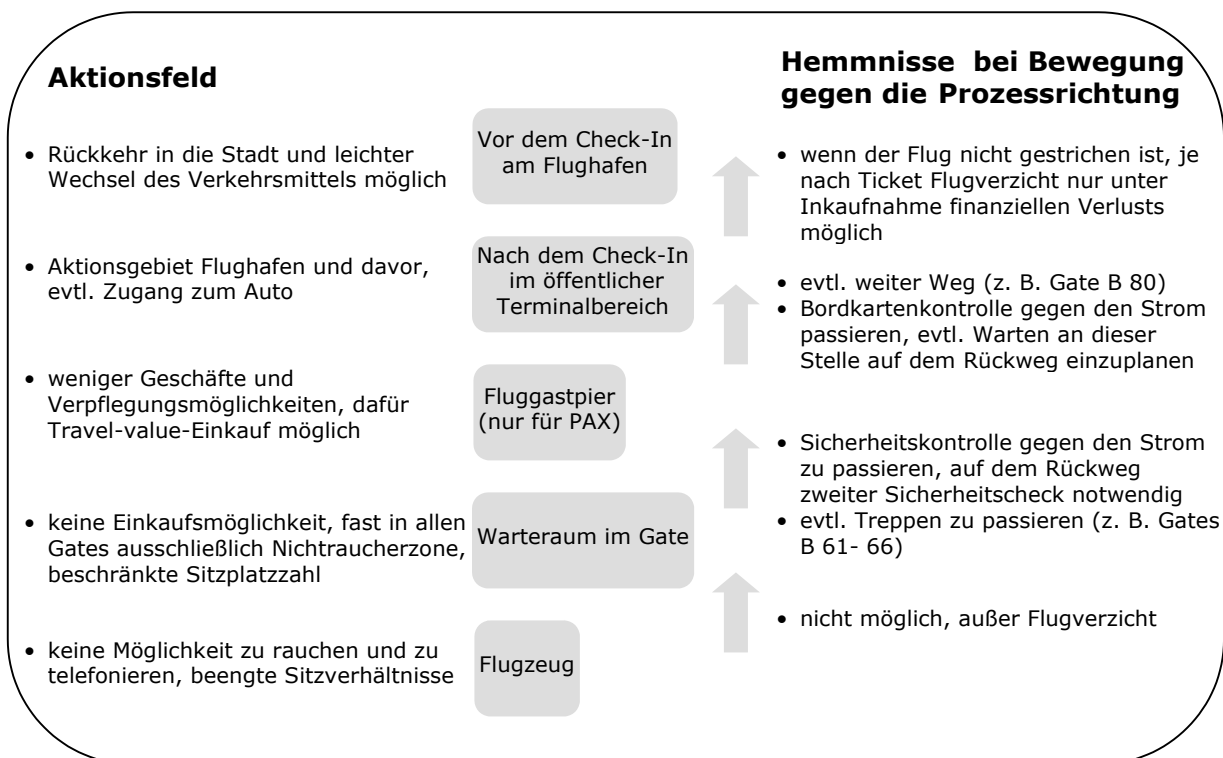 Aktionsfeld
Hemmnisse bei Bewegung
gegen die Prozessrichtung
• Rückkehr in die Stadt und leichter
Wechsel des Verkehrsmittels möglich
Vor dem Check-In
am Flughafen
• wenn der Flug nicht gestrichen ist, je
nach Ticket Flugverzicht nur unter
Inkaufnahme finanziellen Verlusts
möglich
• Aktionsgebiet Flughafen und davor,
evtl. Zugang zum Auto
Nach dem Check-In
im öffentlicher
Terminalbereich
• evtl. weiter Weg (z. B. Gate B 80)
• Bordkartenkontrolle gegen den Strom
passieren, evtl. Warten an dieser
Stelle auf dem Rückweg einzuplanen
• weniger Geschäfte und
Verpflegungsmöglichkeiten, dafür
Travel-value-Einkauf möglich
Fluggastpier
(nur für PAX)
• Sicherheitskontrolle gegen den Strom
zu passieren, auf dem Rückweg
zweiter Sicherheitscheck notwendig
• evtl. Treppen zu passieren (z. B. Gates
B 61- 66)
• keine Einkaufsmöglichkeit, fast in allen
Gates ausschließlich Nichtraucherzone,
beschränkte Sitzplatzzahl
Warteraum im Gate
• nicht möglich, außer Flugverzicht
• keine Möglichkeit zu rauchen und zu
telefonieren, beengte Sitzverhältnisse
Flugzeug